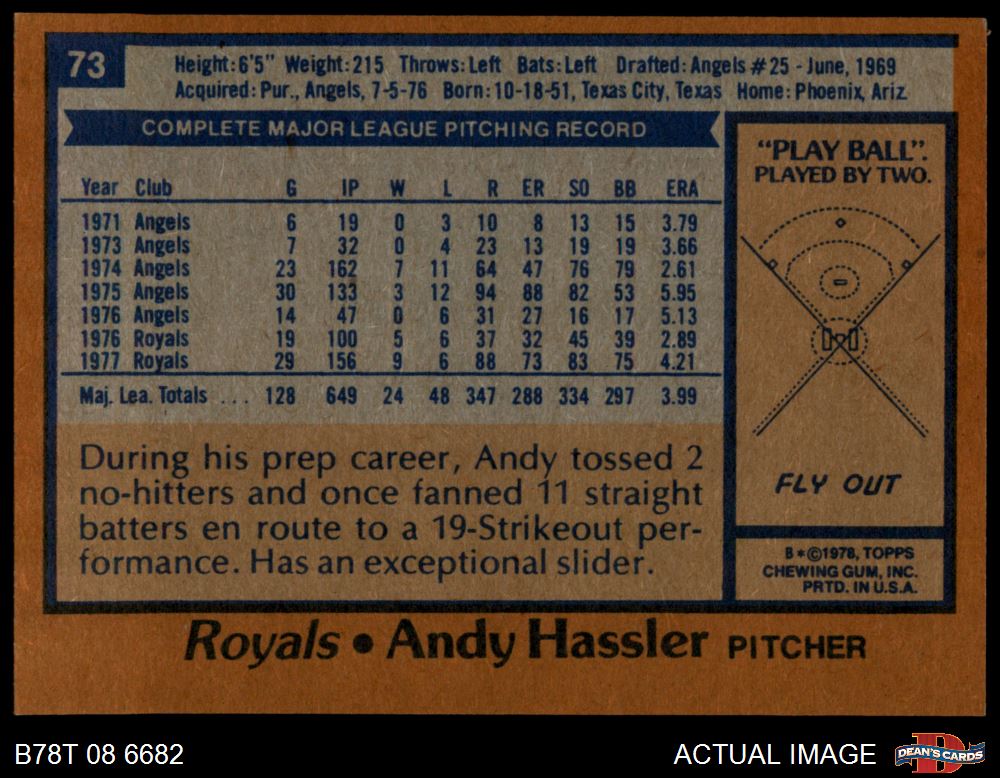 73
Height:6'5" Weight:215 Throws:Left Bats:Left Drafted:Angels #25 - June, 1969
Acquired: Pur., Angels, 7-5-76 Born:10-18-51, Texas City, Texas Home: Phoenix, Ariz.
COMPLETE MAJOR LEAGUE PITCHING RECORD
Year Club G IP W L R ER SO BB ERA
1971 Angels 6 19 0 3 10 8 13 15 3.79
1973 Angels 7 32 0 4 23 13 19 19 3.66
1974 Angels 23 162 7 11 64 47 76 79 2.61
1975 Angels 30 133 3 12 94 88 82 53 5.95
1976 Angels 14 47 0 6 31 27 16 17 5.13
1976 Royals 19 100 5 6 37 32 45 39 2.89
1977 Royals 29 156 9 6 88 73 83 75 4.21
Maj. Lea. Totals ... 128 649 24 48 347 288 334 297 3.99
During his prep career, Andy tossed 2
no-hitters and once fanned 11 straight
batters en route to a 19-Strikeout per-
formance. Has an exceptional slider.
"PLAY BALL".
PLAYED BY TWO.
FLY OUT
B*©1978, TOPPS
CHEWING GUM, INC.
PRTD. IN U.S.A.
Royals • Andy Hassler PITCHER
B78T 08 6682
ACTUAL IMAGE
D
DEAN'S CARDS